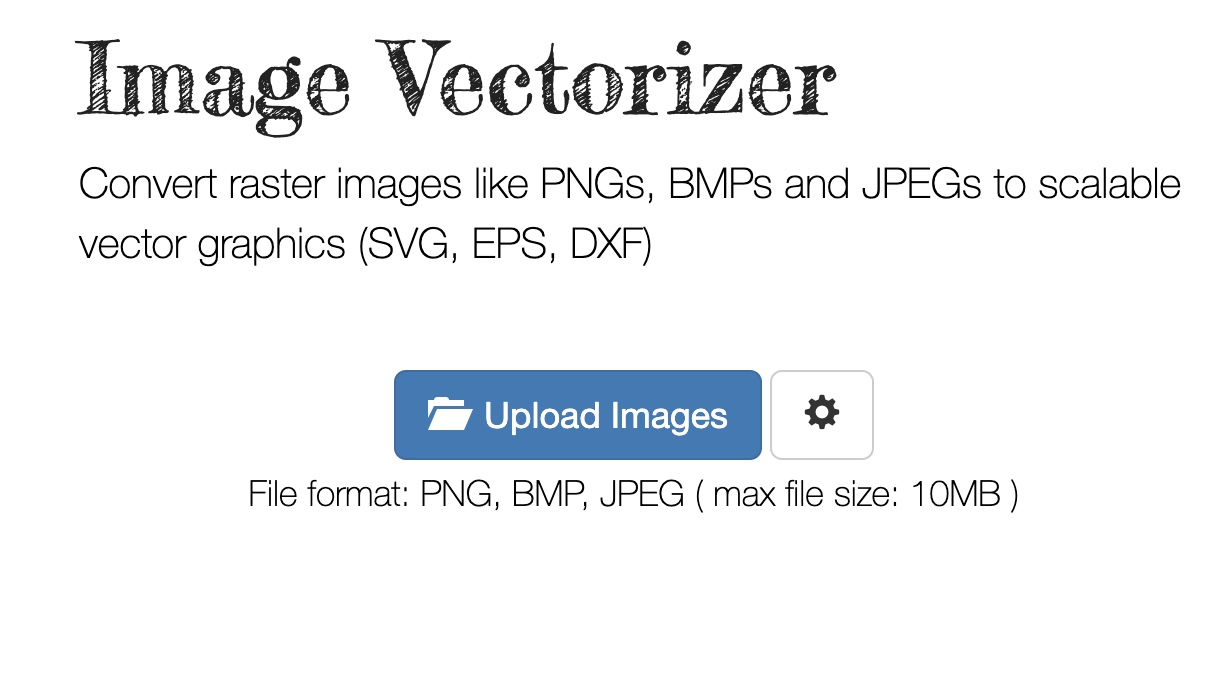 Image Vectorizer
Convert raster images like PNGs, BMPs and JPEGs to scalable
vector graphics (SVG, EPS, DXF)
Upload Images
File format: PNG, BMP, JPEG ( max file size: 10MB )